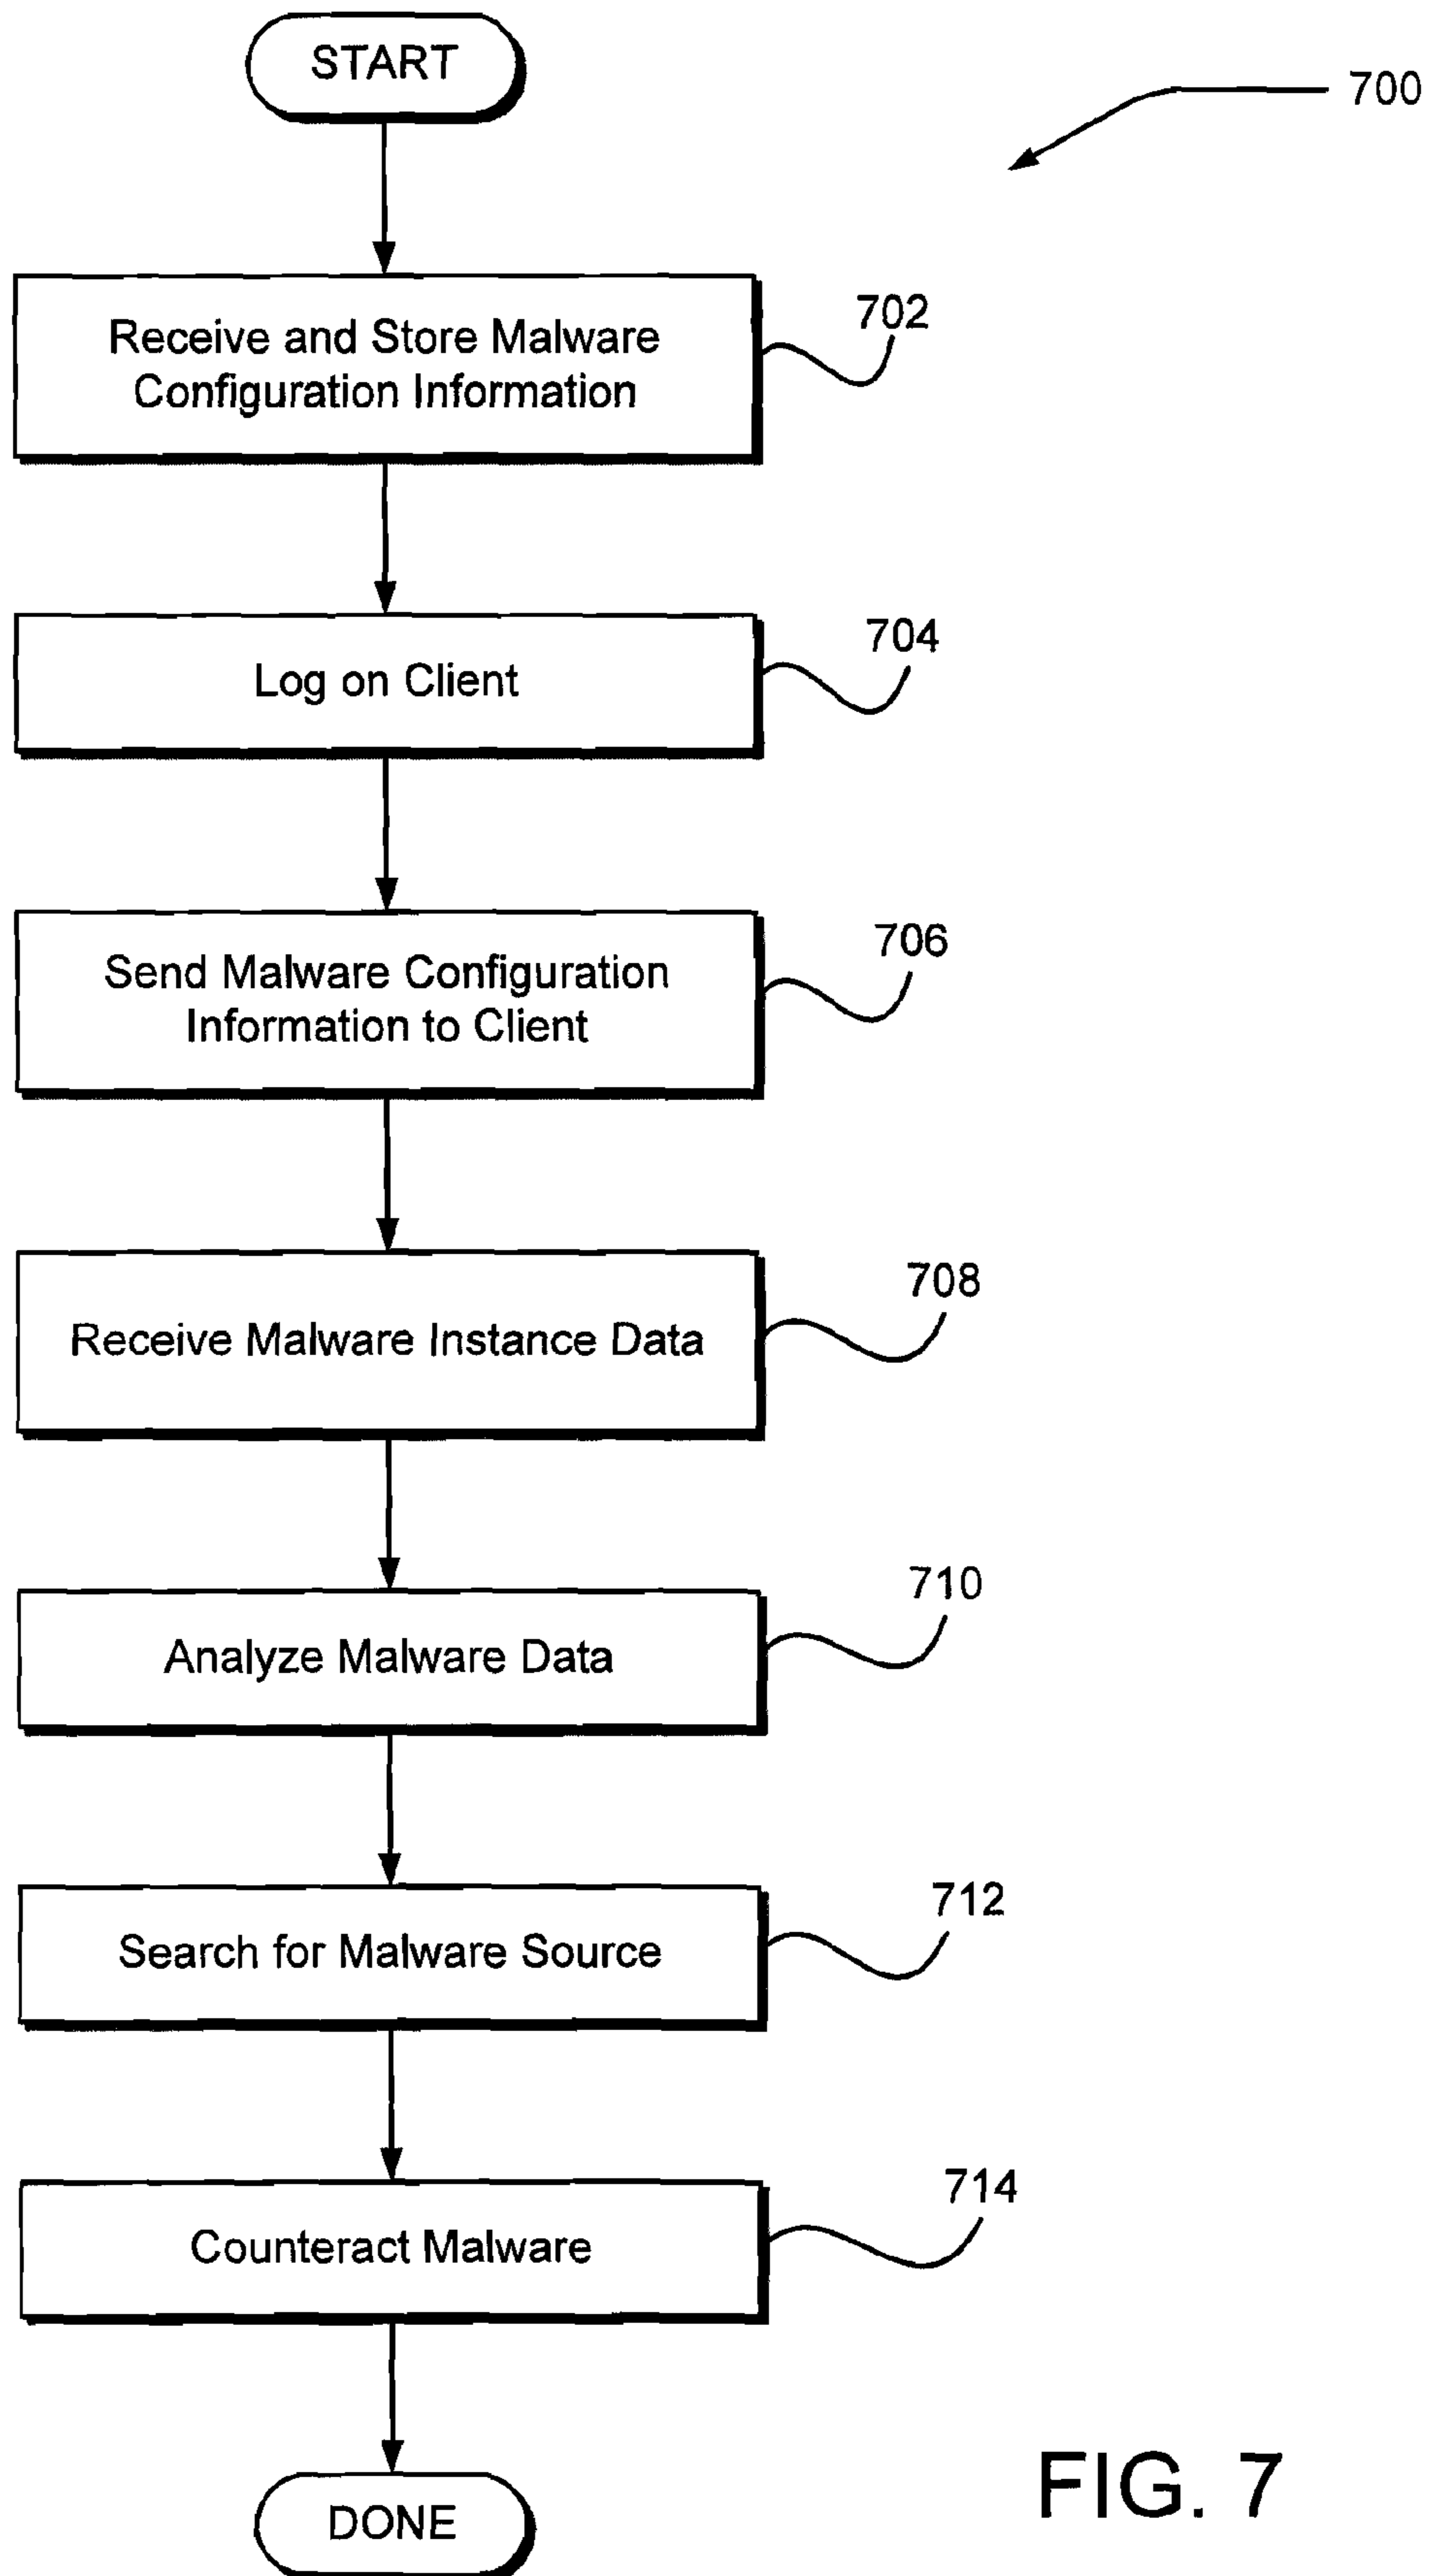 START
700
Receive and Store Malware
Configuration Information
702
Log on Client
704
Send Malware Configuration
Information to Client
706
Receive Malware Instance Data
708
Analyze Malware Data
710
Search for Malware Source
712
Counteract Malware
714
DONE
FIG. 7